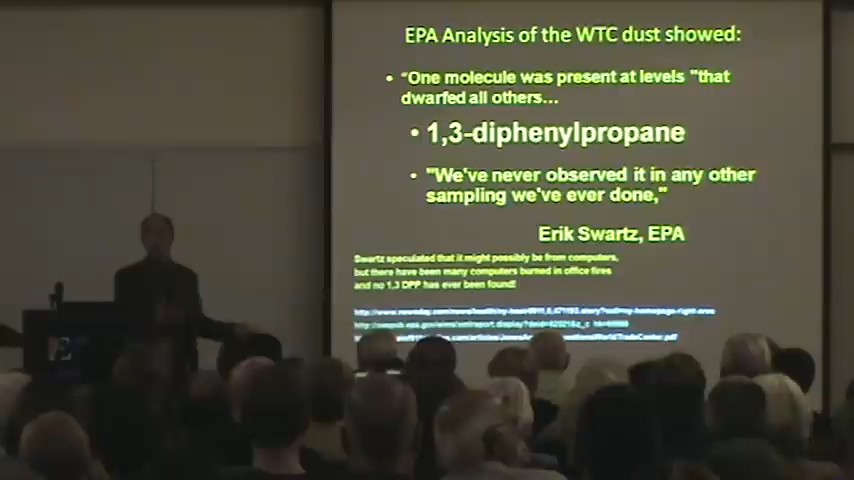 EPA Analysis of the WTC dust showed:
• "One molecule was present at levels "that
dwarfed all others...
• 1,3-diphenylpropane
• "We've never observed it in any other
sampling we've ever done,"
Erik Swartz, EPA
Swartz speculated that it might possibly be from computers,
but there have been many computers burned in office fires
and no 1,3 DPP has ever been found!